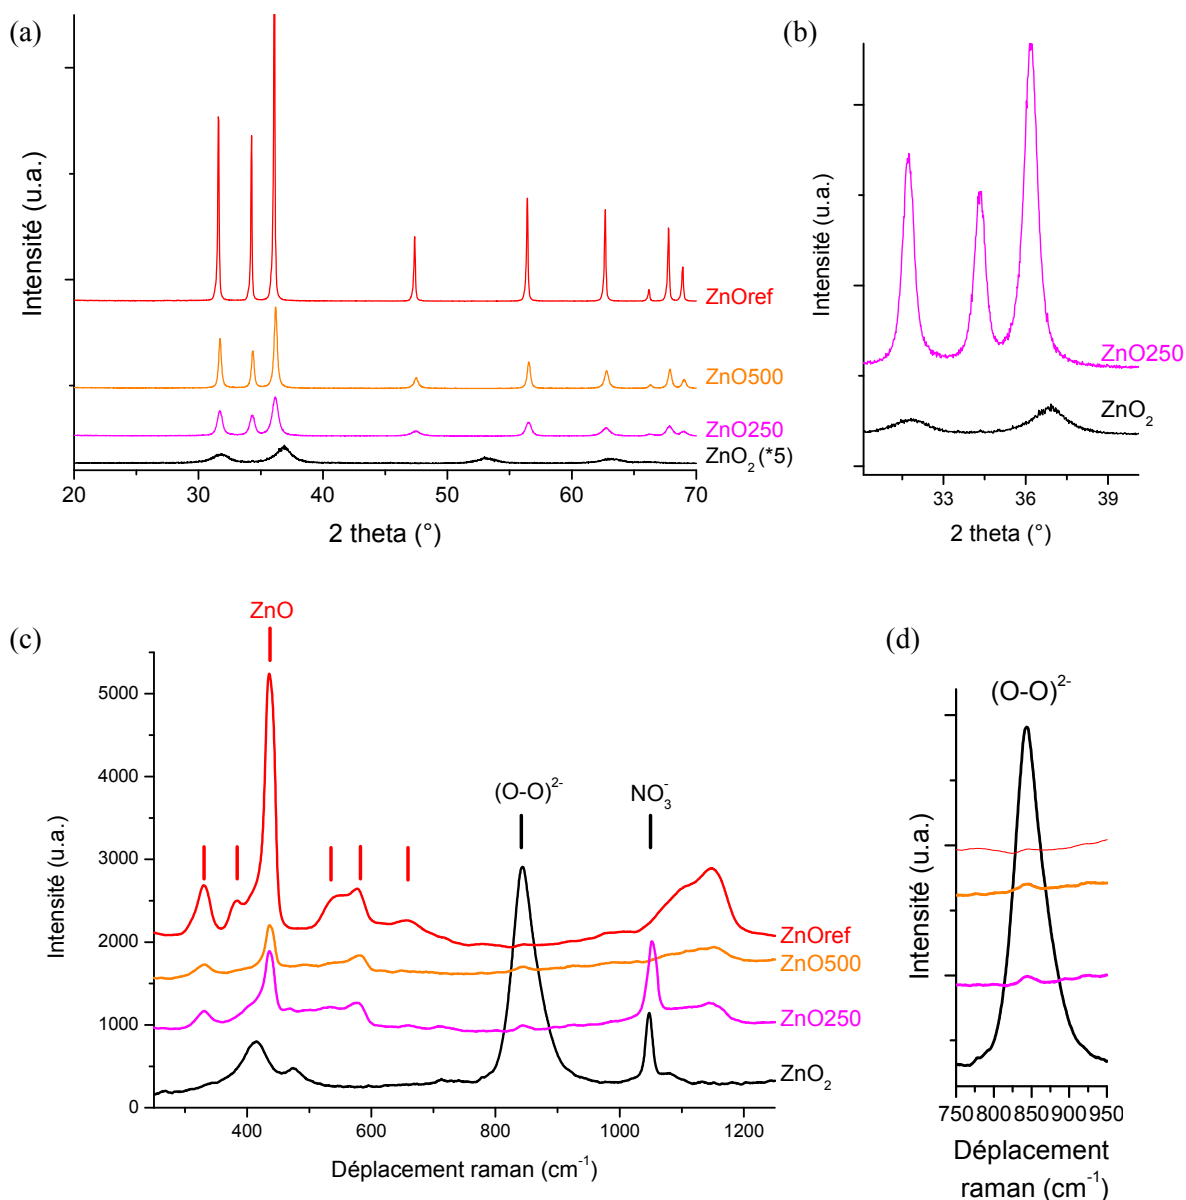 (a)
Intensité (u.a.)
ZnOref
ZnO500
ZnO250
ZnO₂ (*5)
20 30 40 50 60 70
2 theta (°)
(b)
Intensité (u.a.)
ZnO250
ZnO₂
33 36 39
2 theta (°)
(c)
ZnO
(O-O)²⁻
NO₃⁻
5000
4000
3000
2000
1000
0
Intensité (u.a.)
ZnOref
ZnO500
ZnO250
ZnO₂
400 600 800 1000 1200
Déplacement raman (cm⁻¹)
(d)
(O-O)²⁻
Intensité (u.a.)
750 800 850 900 950
Déplacement
raman (cm⁻¹)